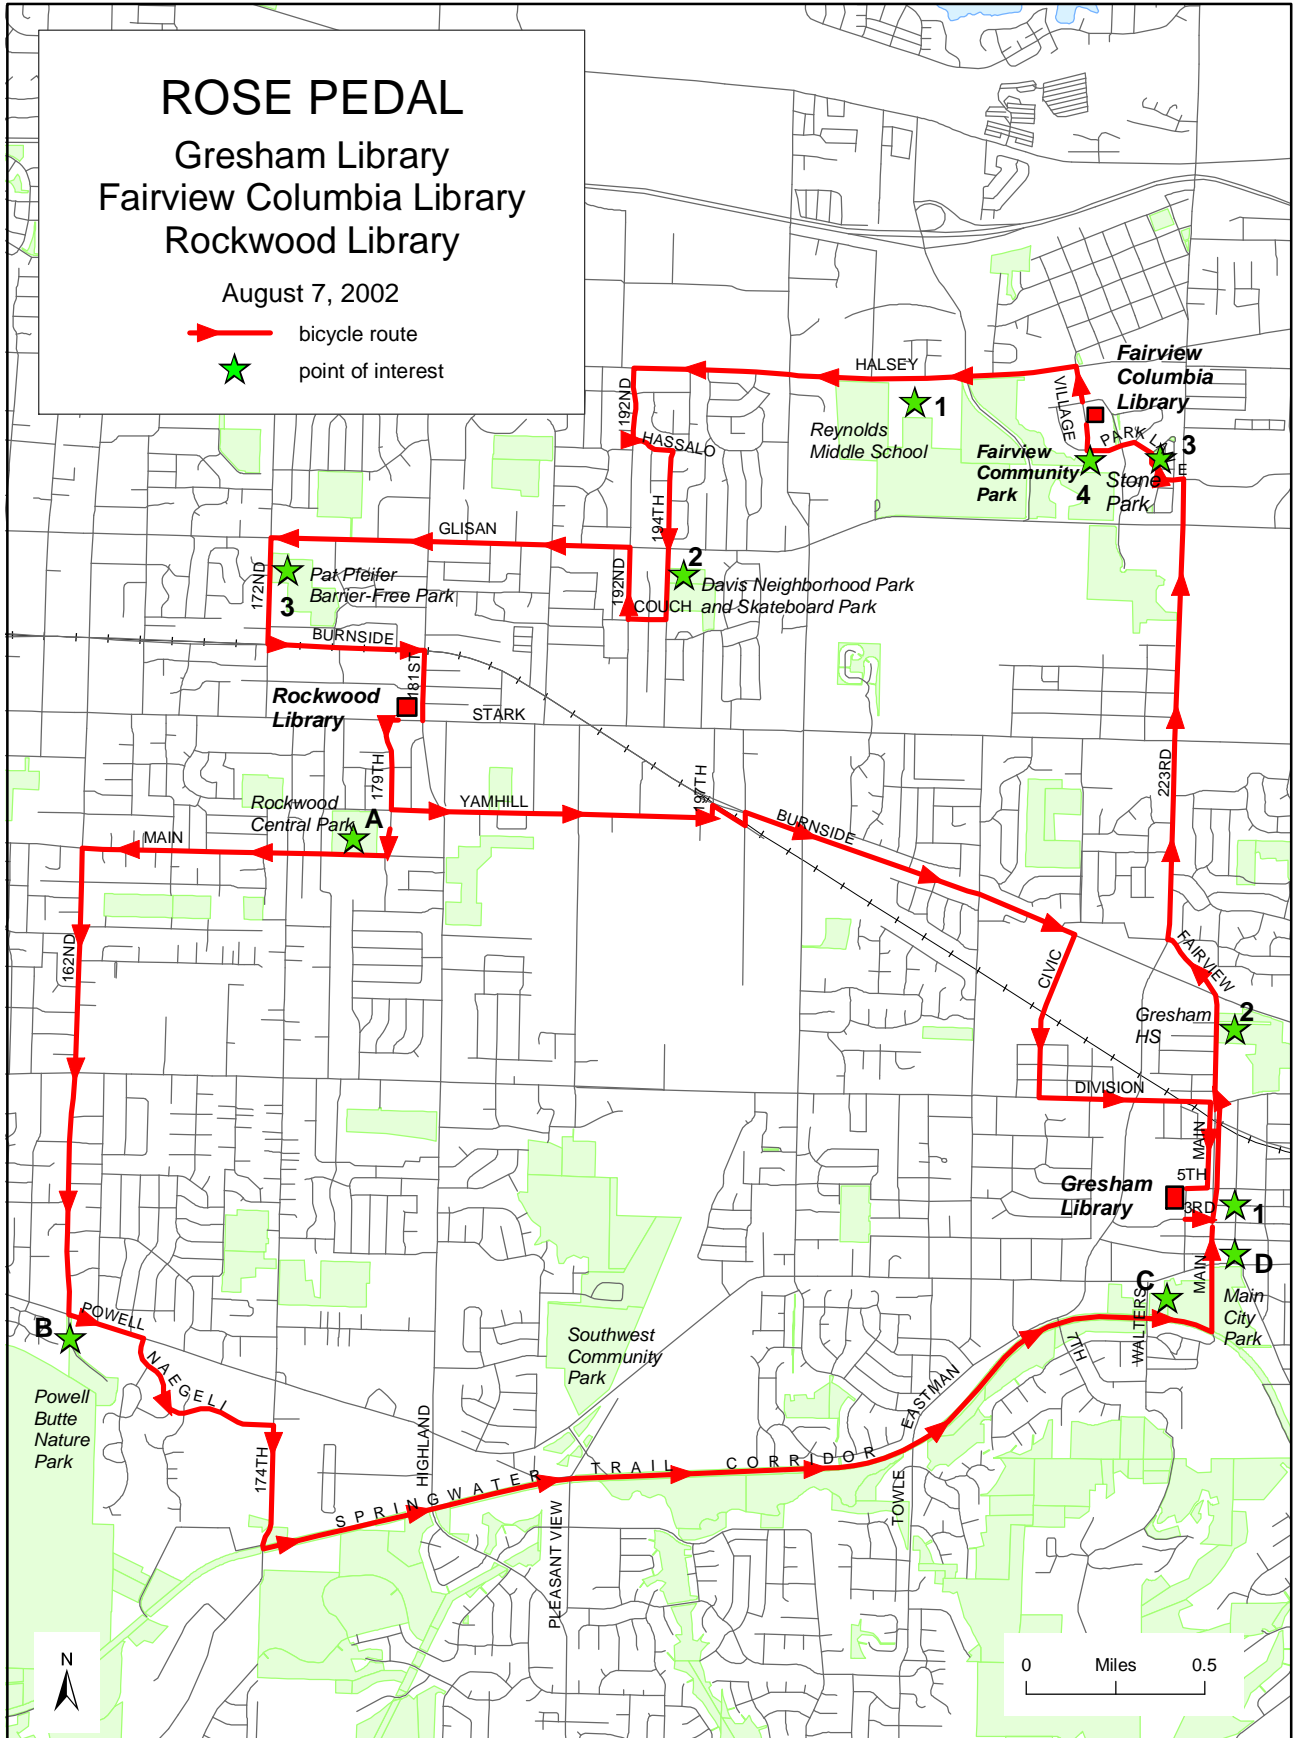 ROSE PEDAL
Gresham Library
Fairview Columbia Library
Rockwood Library
August 7, 2002
bicycle route
point of interest
HALSEY
Fairview
Columbia
Library
192ND
VILLAGE
1
Reynolds
Middle School
HASSALO
PARK LANE
3
Fairview
Community
Park
4
Stone
Park
194TH
GLISAN
2
Davis Neighborhood Park
and Skateboard Park
172ND
Pat Pfeifer
Barrier-Free Park
3
192ND
COUCH
BURNSIDE
181ST
Rockwood
Library
STARK
179TH
197TH
223RD
YAMHILL
BURNSIDE
Rockwood
Central Park
A
MAIN
162ND
CIVIC
FAIRVIEW
Gresham
HS
2
DIVISION
MAIN
5TH
Gresham
Library
3RD
1
D
C
MAIN
WALTERS
Main
City
Park
B
POWELL
NAEGELI
Southwest
Community
Park
7TH
EASTMAN
Powell
Butte
Nature
Park
174TH
HIGHLAND
SPRINGWATER TRAIL CORRIDOR
TOWLE
PLEASANT VIEW
N
0 Miles 0.5